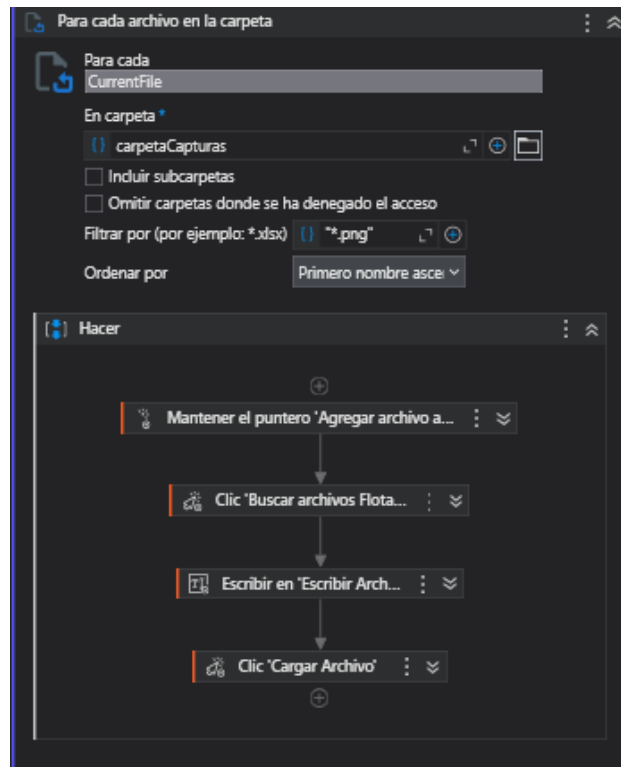 Para cada archivo en la carpeta
Para cada
CurrentFile
En carpeta *
carpetaCapturas
Incluir subcarpetas
Omitir carpetas donde se ha denegado el acceso
Filtrar por (por ejemplo: *.xlsx) "*.png"
Ordenar por Primero nombre asce
Hacer
Mantener el puntero 'Agregar archivo a...
Clic 'Buscar archivos Flota...
Escribir en 'Escribir Arch...
Clic 'Cargar Archivo'